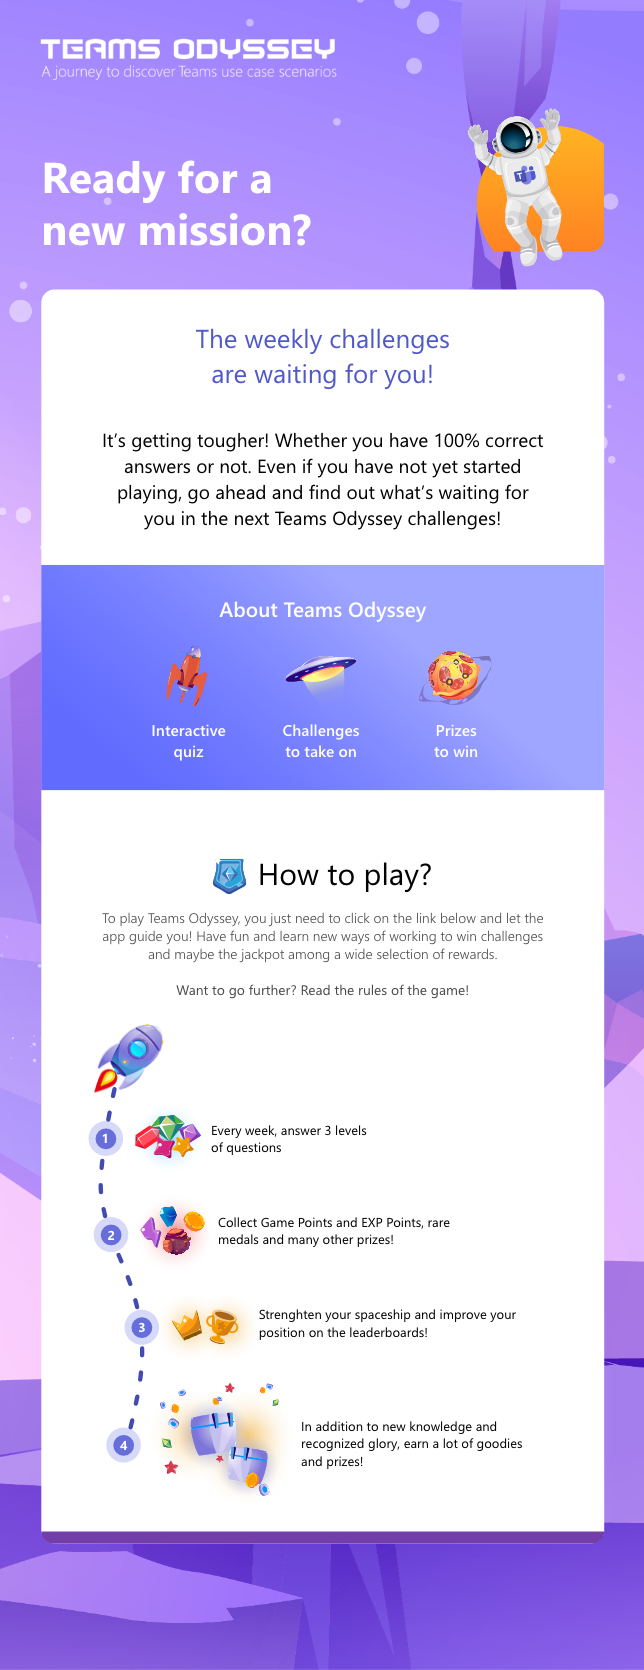 TEAMS ODYSSEY
A journey to discover Teams use case scenarios
Ready for a
new mission?
The weekly challenges
are waiting for you!
It’s getting tougher! Whether you have 100% correct
answers or not. Even if you have not yet started
playing, go ahead and find out what’s waiting for
you in the next Teams Odyssey challenges!
About Teams Odyssey
Interactive
quiz
Challenges
to take on
Prizes
to win
How to play?
To play Teams Odyssey, you just need to click on the link below and let the
app guide you! Have fun and learn new ways of working to win challenges
and maybe the jackpot among a wide selection of rewards.
Want to go further? Read the rules of the game!
1
Every week, answer 3 levels
of questions
2
Collect Game Points and EXP Points, rare
medals and many other prizes!
3
Strenghten your spaceship and improve your
position on the leaderboards!
4
In addition to new knowledge and
recognized glory, earn a lot of goodies
and prizes!